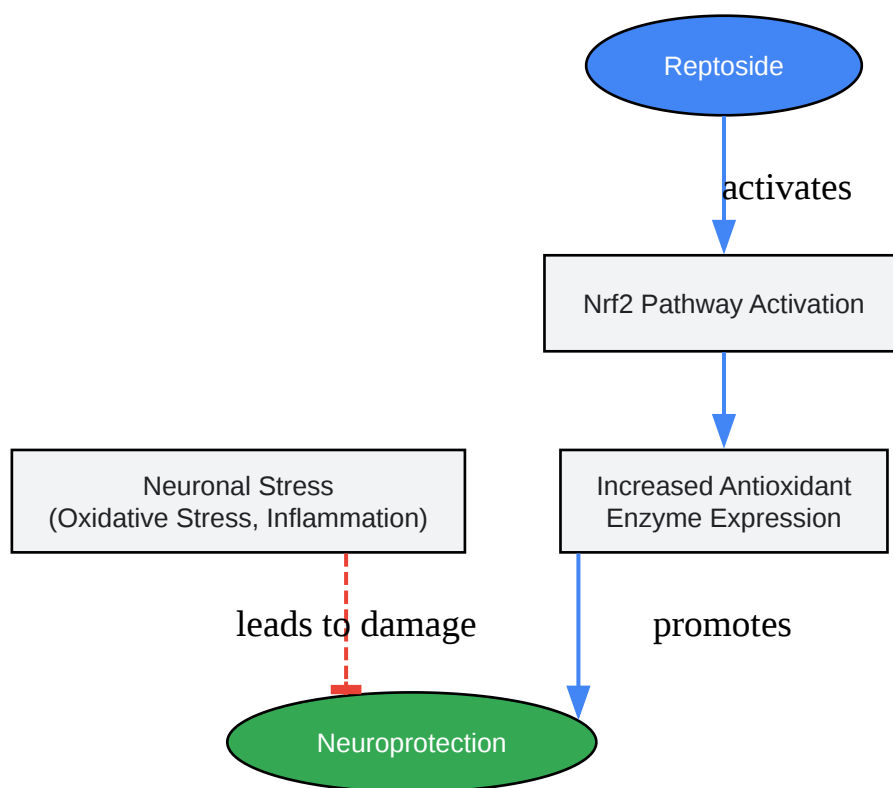 Reptoside
activates
Nrf2 Pathway Activation
Neuronal Stress
(Oxidative Stress, Inflammation)
Increased Antioxidant
Enzyme Expression
leads to damage
promotes
Neuroprotection